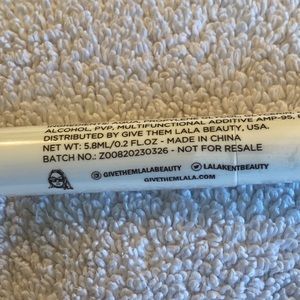 ALCOHOL, PVP, MULTIFUNCTIONAL ADDITIVE AMP-95,
DISTRIBUTED BY GIVE THEM LALA BEAUTY, USA.
NET WT: 5.8ML/0.2 FL.OZ - MADE IN CHINA
BATCH NO.: Z00820230326 - NOT FOR RESALE
GIVETHEMLALABEAUTY LALAKENTBEAUTY
GIVETHEMLALA.COM